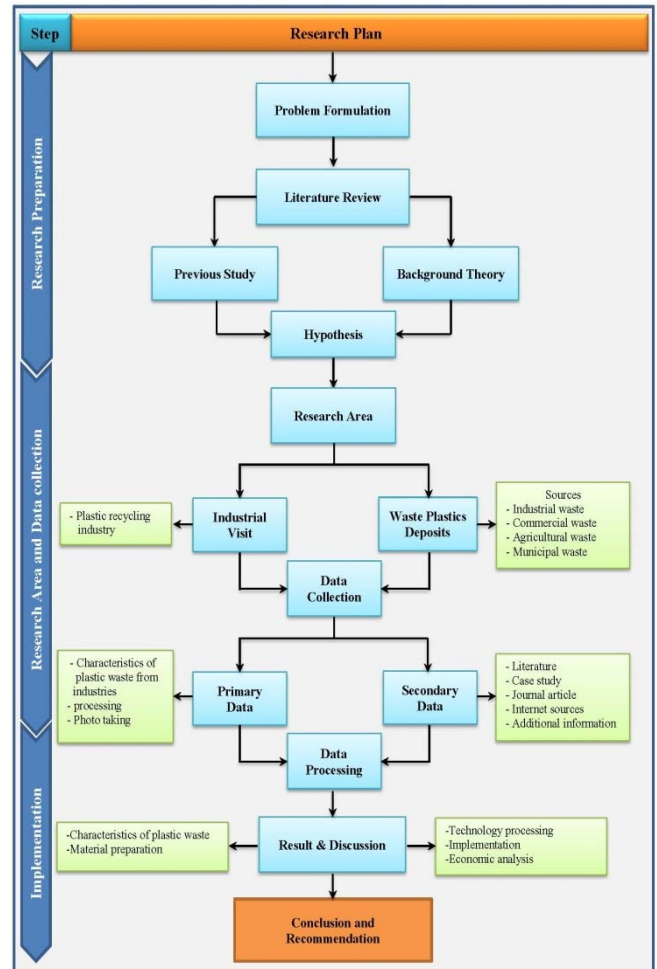 Step
Research Plan
Research Preparation
Problem Formulation
Literature Review
Previous Study
Background Theory
Hypothesis
Research Area and Data collection
Research Area
- Plastic recycling
industry
Industrial
Visit
Waste Plastics
Deposits
Sources
- Industrial waste
- Commercial waste
- Agricultural waste
- Municipal waste
Data
Collection
- Characteristics of
plastic waste from
industries
- processing
- Photo taking
Primary
Data
Secondary
Data
- Literature
- Case study
- Journal article
- Internet sources
- Additional information
Implementation
Data
Processing
-Characteristics of plastic waste
-Material preparation
Result & Discussion
-Technology processing
-Implementation
-Economic analysis
Conclusion and
Recommendation